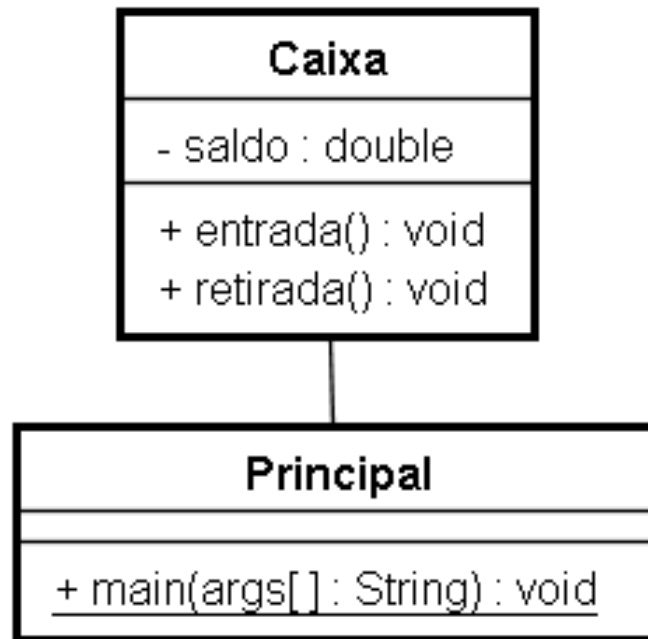 Caixa
- saldo : double
+ entrada() : void
+ retirada() : void
Principal
+ main(args[ ] : String) : void